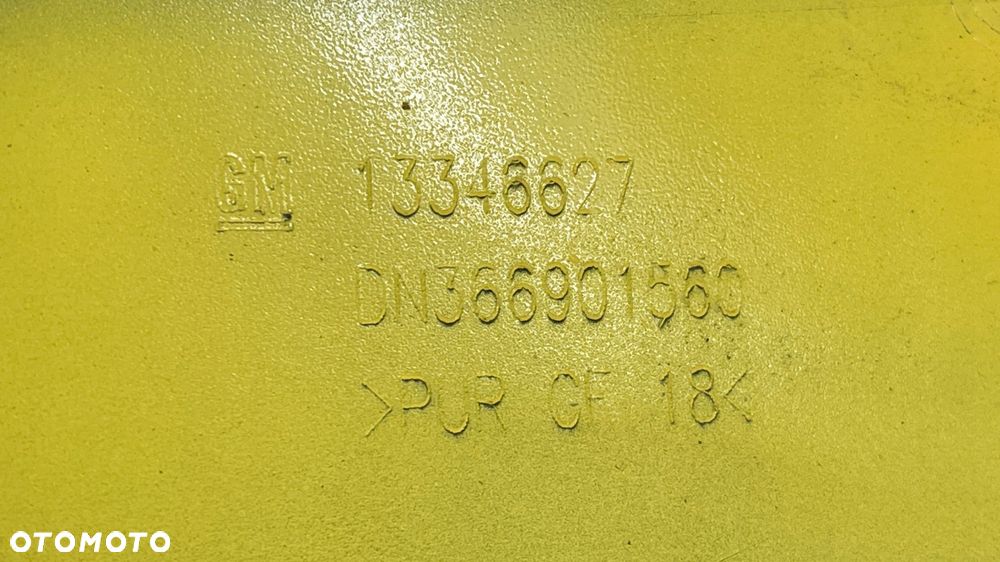 GM 13346627
DN366901560
>PUR GF 18<
OTOMOTO